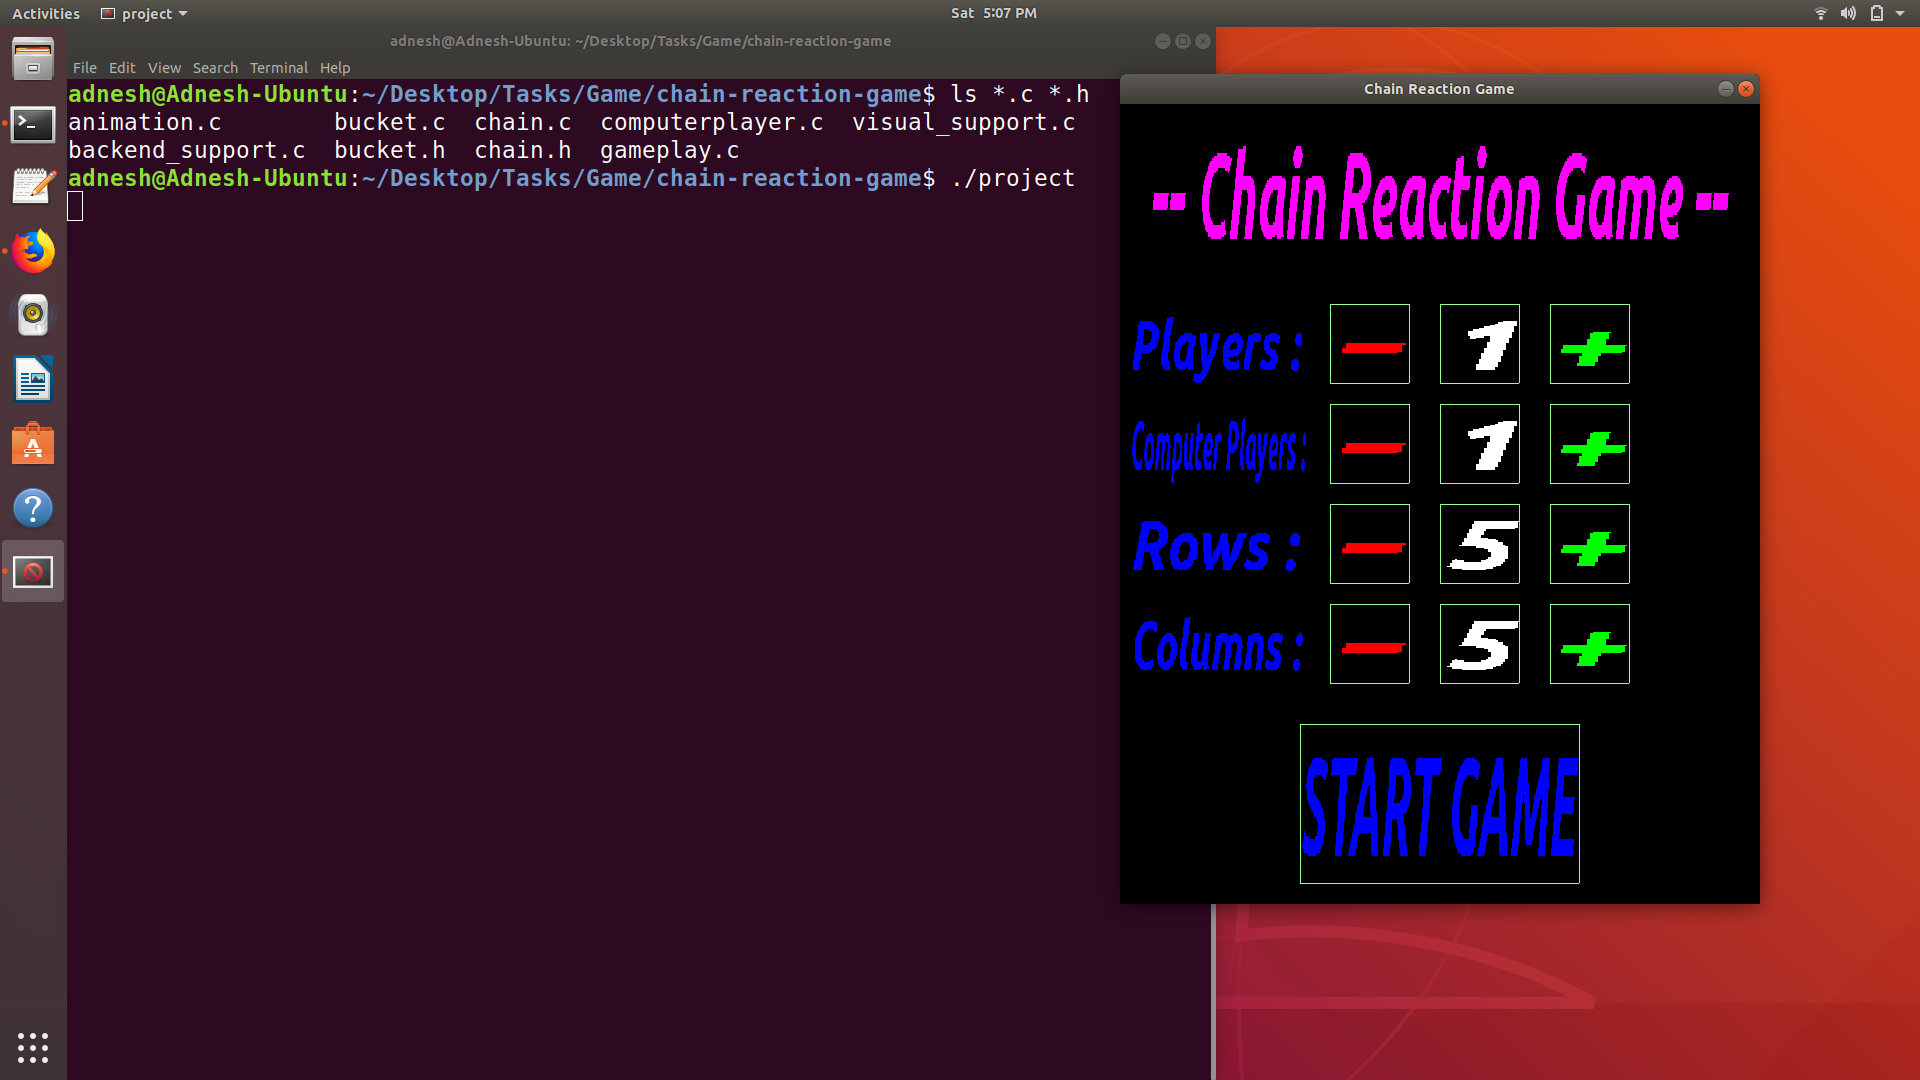 Activities project Sat 5:07 PM
adnesh@Adnesh-Ubuntu: ~/Desktop/Tasks/Game/chain-reaction-game
File Edit View Search Terminal Help
adnesh@Adnesh-Ubuntu:~/Desktop/Tasks/Game/chain-reaction-game$ ls *.c *.h
animation.c bucket.c chain.c computerplayer.c visual_support.c
backend_support.c bucket.h chain.h gameplay.c
adnesh@Adnesh-Ubuntu:~/Desktop/Tasks/Game/chain-reaction-game$ ./project
Chain Reaction Game
-- Chain Reaction Game --
Players : - 1 +
Computer Players : - 1 +
Rows : - 5 +
Columns : - 5 +
START GAME